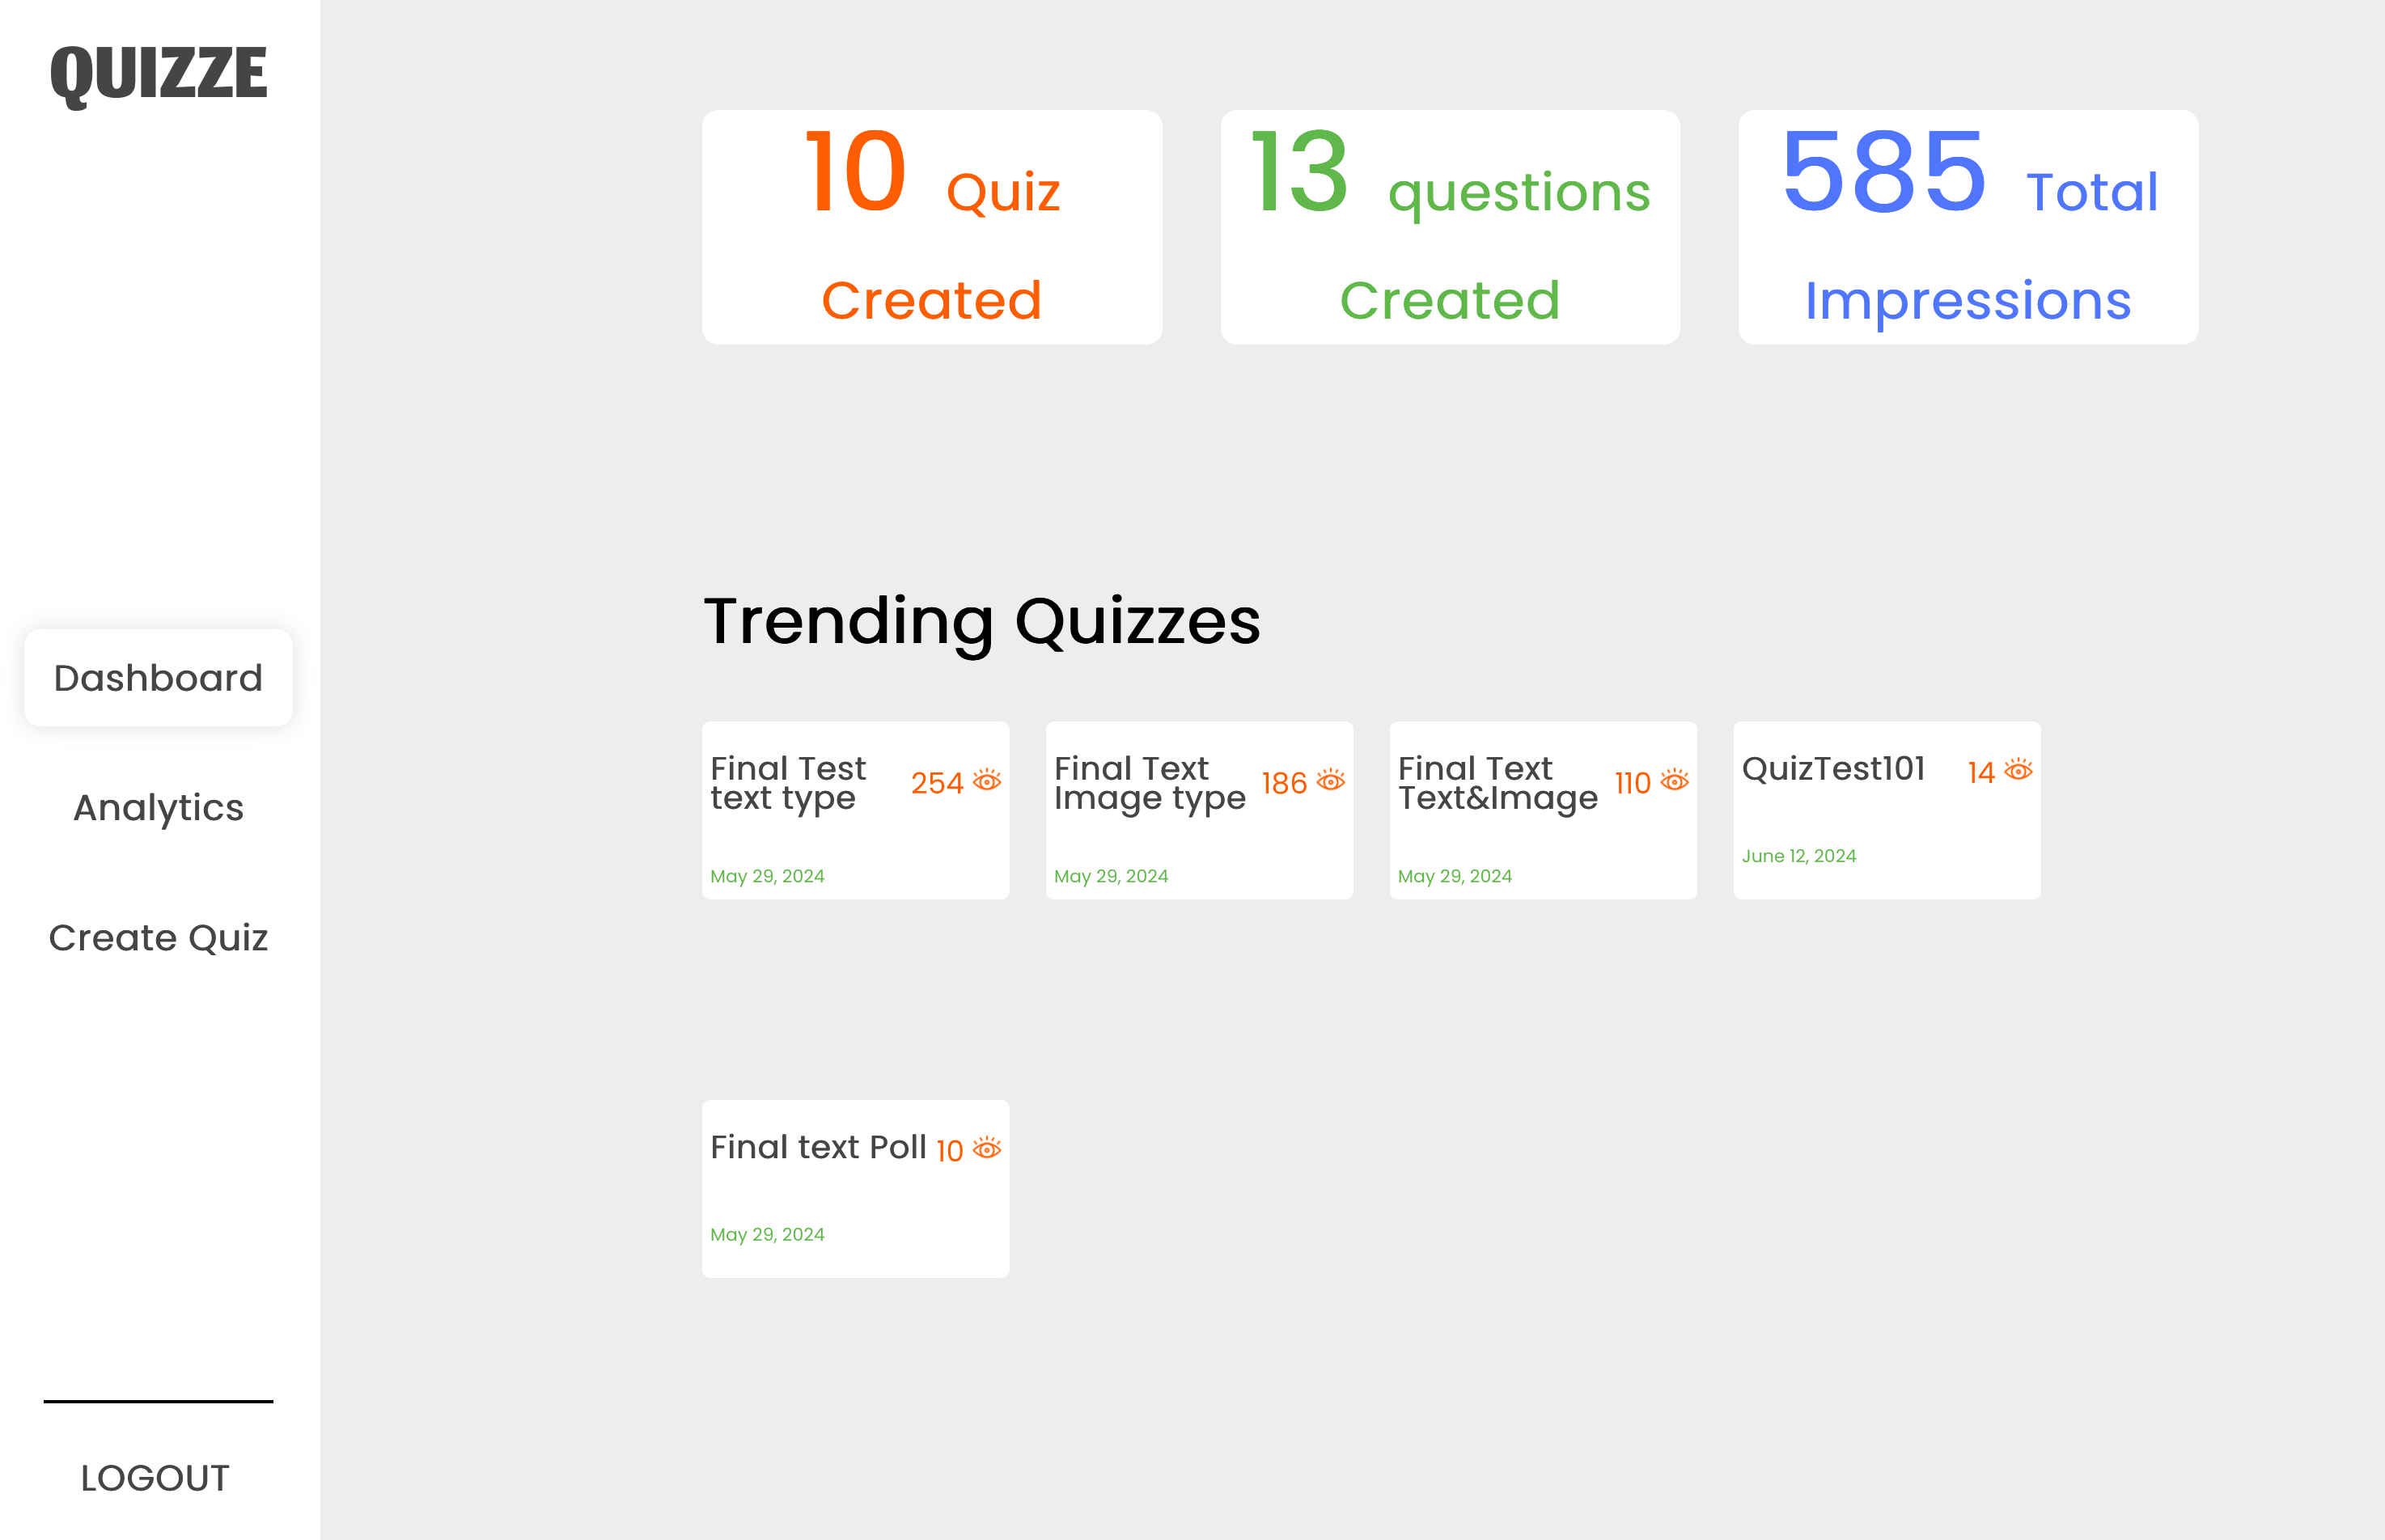 QUIZZE
Dashboard
Analytics
Create Quiz
LOGOUT
10 Quiz
Created
13 questions
Created
585 Total
Impressions
Trending Quizzes
Final Test
text type
254
May 29, 2024
Final Text
Image type
186
May 29, 2024
Final Text
Text&Image
110
May 29, 2024
QuizTest101
14
June 12, 2024
Final text Poll
10
May 29, 2024